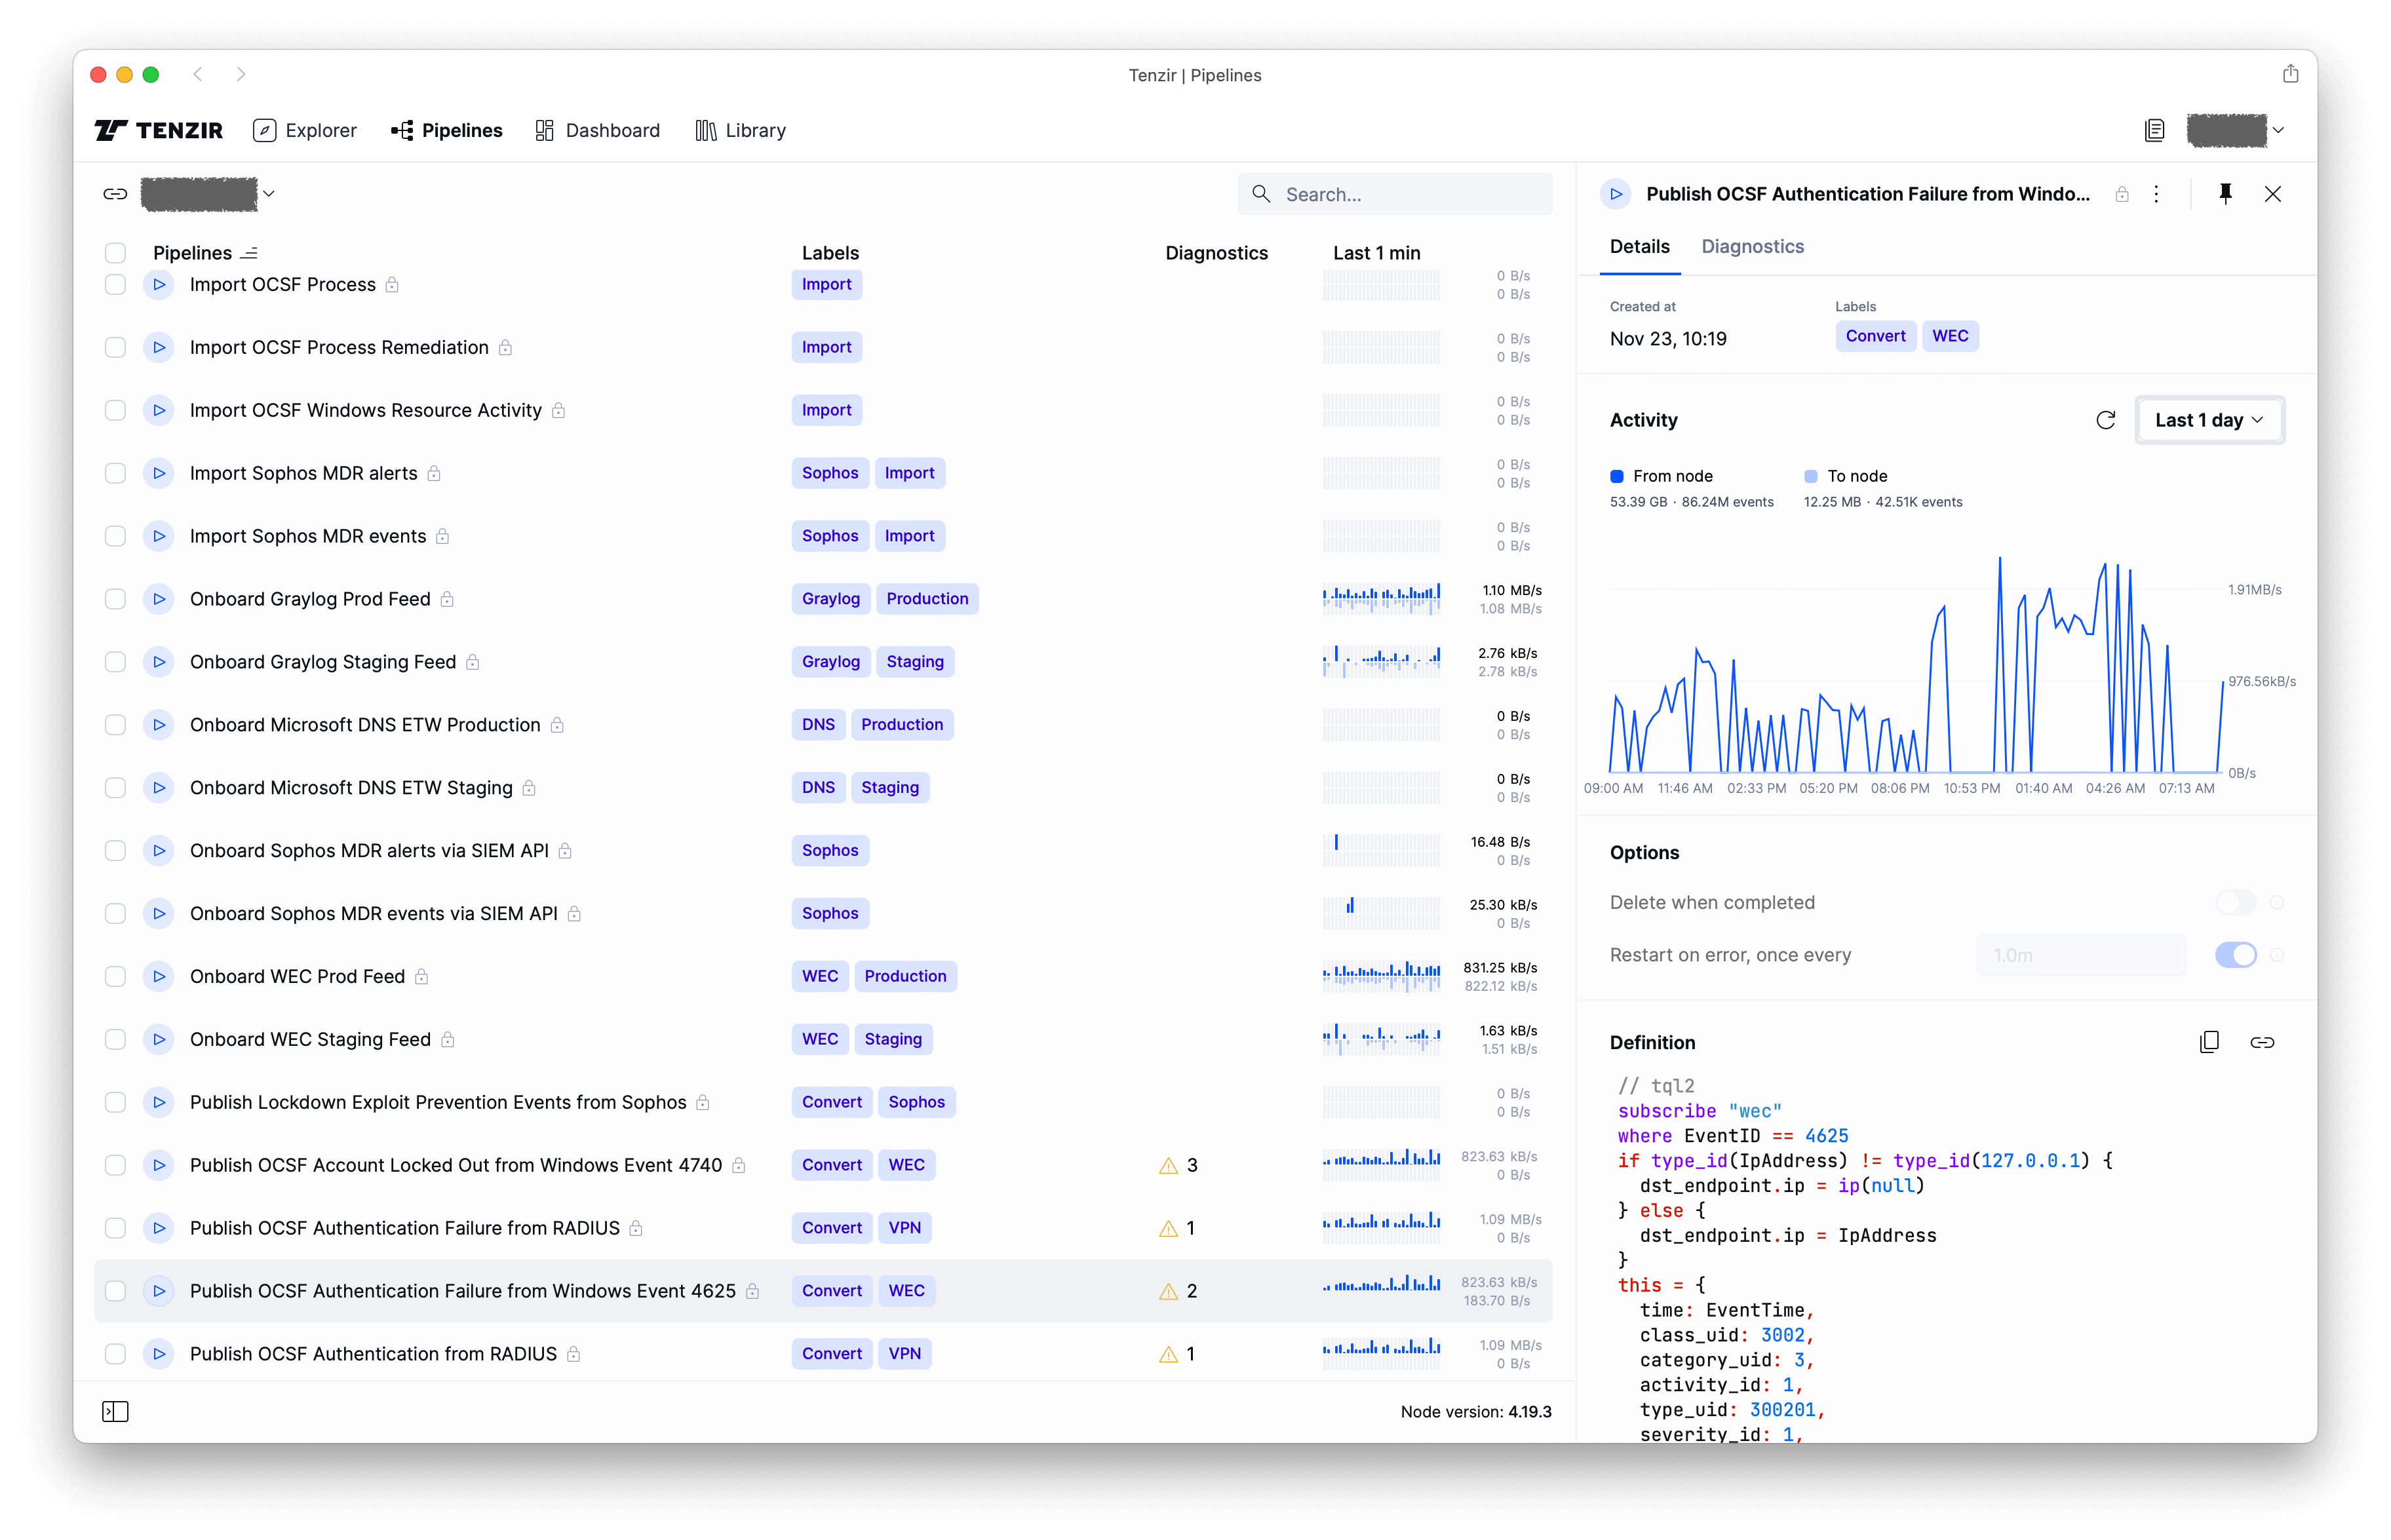 Tenzir | Pipelines
TENZIR Explorer Pipelines Dashboard Library
Search...
Pipelines Labels Diagnostics Last 1 min
Import OCSF Process Import 0 B/s
0 B/s
Import OCSF Process Remediation Import 0 B/s
0 B/s
Import OCSF Windows Resource Activity Import 0 B/s
0 B/s
Import Sophos MDR alerts Sophos Import 0 B/s
0 B/s
Import Sophos MDR events Sophos Import 0 B/s
0 B/s
Onboard Graylog Prod Feed Graylog Production 1.10 MB/s
1.08 MB/s
Onboard Graylog Staging Feed Graylog Staging 2.76 kB/s
2.78 kB/s
Onboard Microsoft DNS ETW Production DNS Production 0 B/s
0 B/s
Onboard Microsoft DNS ETW Staging DNS Staging 0 B/s
0 B/s
Onboard Sophos MDR alerts via SIEM API Sophos 16.48 B/s
0 B/s
Onboard Sophos MDR events via SIEM API Sophos 25.30 kB/s
0 B/s
Onboard WEC Prod Feed WEC Production 831.25 kB/s
822.12 kB/s
Onboard WEC Staging Feed WEC Staging 1.63 kB/s
1.51 kB/s
Publish Lockdown Exploit Prevention Events from Sophos Convert Sophos 0 B/s
0 B/s
Publish OCSF Account Locked Out from Windows Event 4740 Convert WEC 3 823.63 kB/s
0 B/s
Publish OCSF Authentication Failure from RADIUS Convert VPN 1 1.09 MB/s
0 B/s
Publish OCSF Authentication Failure from Windows Event 4625 Convert WEC 2 823.63 kB/s
183.70 B/s
Publish OCSF Authentication from RADIUS Convert VPN 1 1.09 MB/s
0 B/s
Node version: 4.19.3
Publish OCSF Authentication Failure from Windo...
Details Diagnostics
Created at Labels
Nov 23, 10:19 Convert WEC
Activity Last 1 day
From node To node
53.39 GB · 86.24M events 12.25 MB · 42.51K events
1.91MB/s
976.56kB/s
0B/s
09:00 AM 11:46 AM 02:33 PM 05:20 PM 08:06 PM 10:53 PM 01:40 AM 04:26 AM 07:13 AM
Options
Delete when completed
Restart on error, once every 1.0m
Definition
// tql2
subscribe "wec"
where EventID == 4625
if type_id(IpAddress) != type_id(127.0.0.1) {
dst_endpoint.ip = ip(null)
} else {
dst_endpoint.ip = IpAddress
}
this = {
time: EventTime,
class_uid: 3002,
category_uid: 3,
activity_id: 1,
type_uid: 300201,
severity_id: 1,